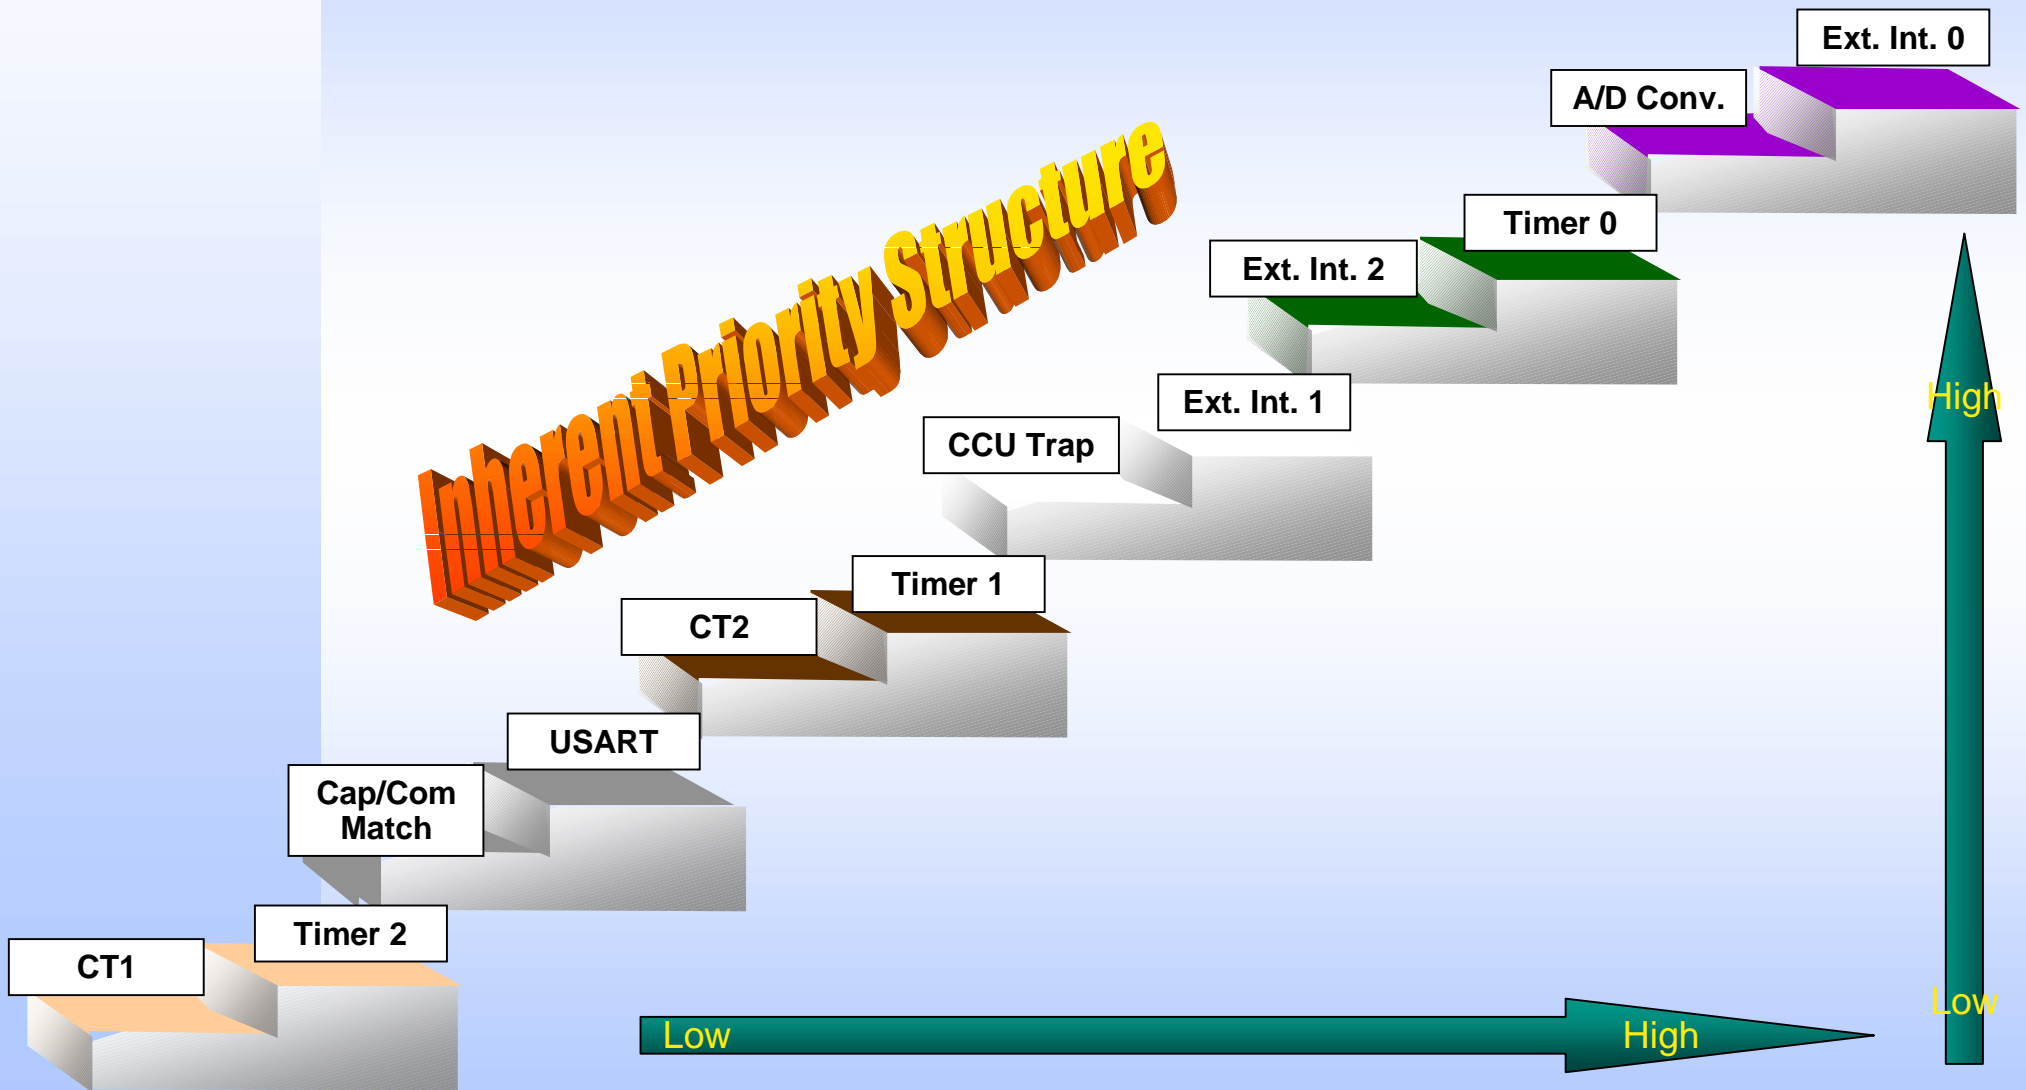 Ext. Int. 0
A/D Conv.
Timer 0
Ext. Int. 2
Ext. Int. 1
CCU Trap
Timer 1
CT2
USART
Cap/Com
Match
Timer 2
CT1
Inherent Priority Structure
High
Low
Low
High